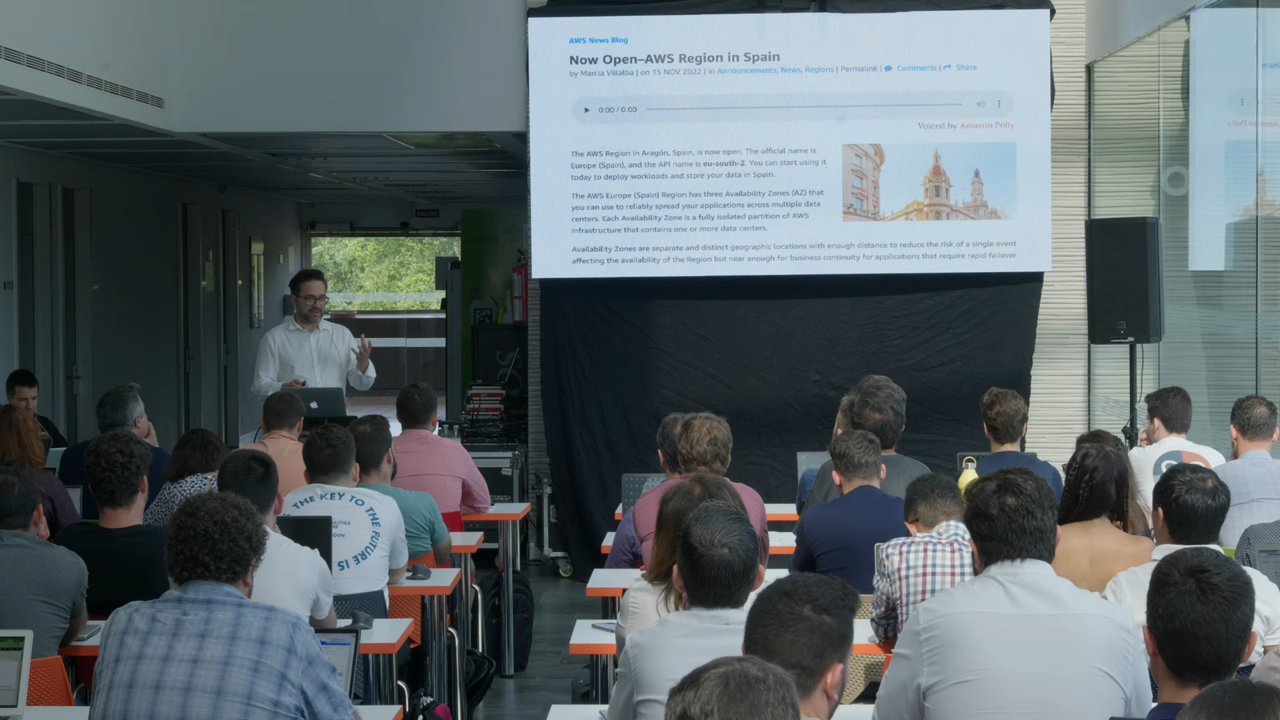 AWS News Blog
Now Open–AWS Region in Spain
by Marcia Villalba | on 15 NOV 2022 | in Announcements, News, Regions | Permalink | Comments | Share
0:00 / 0:00
Voiced by Amazon Polly
The AWS Region in Aragón, Spain, is now open. The official name is
Europe (Spain), and the API name is eu-south-2. You can start using it
today to deploy workloads and store your data in Spain.
The AWS Europe (Spain) Region has three Availability Zones (AZ) that
you can use to reliably spread your applications across multiple data
centers. Each Availability Zone is a fully isolated partition of AWS
infrastructure that contains one or more data centers.
Availability Zones are separate and distinct geographic locations with enough distance to reduce the risk of a single event
affecting the availability of the Region but near enough for business continuity for applications that require rapid failover
THE KEY TO THE FUTURE IS